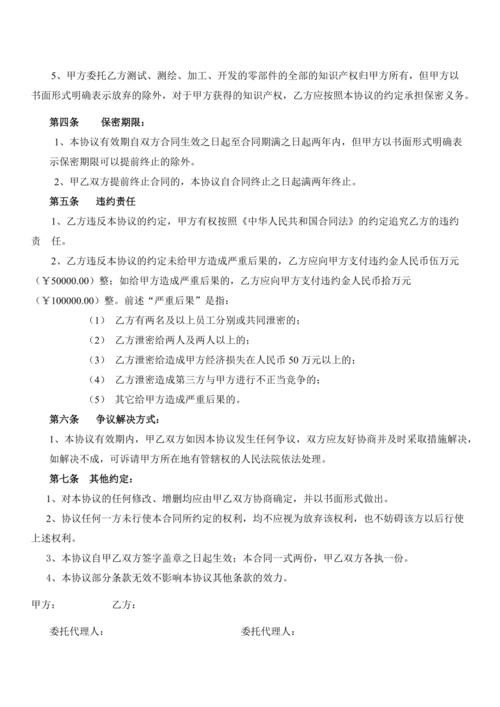 5、甲方委托乙方测试、测绘、加工、开发的零部件的全部的知识产权归甲方所有，但甲方以
书面形式明确表示放弃的除外，对于甲方获得的知识产权，乙方应按照本协议的约定承担保密义务。
第四条 保密期限：
1、本协议有效期自双方合同生效之日起至合同期满之日起两年内，但甲方以书面形式明确表
示保密期限可以提前终止的除外。
2、甲乙双方提前终止合同的，本协议自合同终止之日起满两年终止。
第五条 违约责任
1、乙方违反本协议的约定，甲方有权按照《中华人民共和国合同法》的约定追究乙方的违约
责 任。
2、乙方违反本协议的约定未给甲方造成严重后果的，乙方应向甲方支付违约金人民币伍万元
（￥50000.00）整；如给甲方造成严重后果的，乙方应向甲方支付违约金人民币拾万元
（￥100000.00）整。前述“严重后果”是指：
（1） 乙方有两名及以上员工分别或共同泄密的；
（2） 乙方泄密给两人及两人以上的；
（3） 乙方泄密给造成甲方经济损失在人民币 50 万元以上的；
（4） 乙方泄密造成第三方与甲方进行不正当竞争的；
（5） 其它给甲方造成严重后果的。
第六条 争议解决方式：
1、本协议有效期内，甲乙双方如因本协议发生任何争议，双方应友好协商并及时采取措施解决，
如解决不成，可诉请甲方所在地有管辖权的人民法院依法处理。
第七条 其他约定：
1、对本协议的任何修改、增删均应由甲乙双方协商确定，并以书面形式做出。
2、协议任何一方未行使本合同所约定的权利，均不应视为放弃该权利，也不妨碍该方以后行使
上述权利。
3、本协议自甲乙双方签字盖章之日起生效；本合同一式两份，甲乙双方各执一份。
4、本协议部分条款无效不影响本协议其他条款的效力。
甲方： 乙方：
委托代理人： 委托代理人：